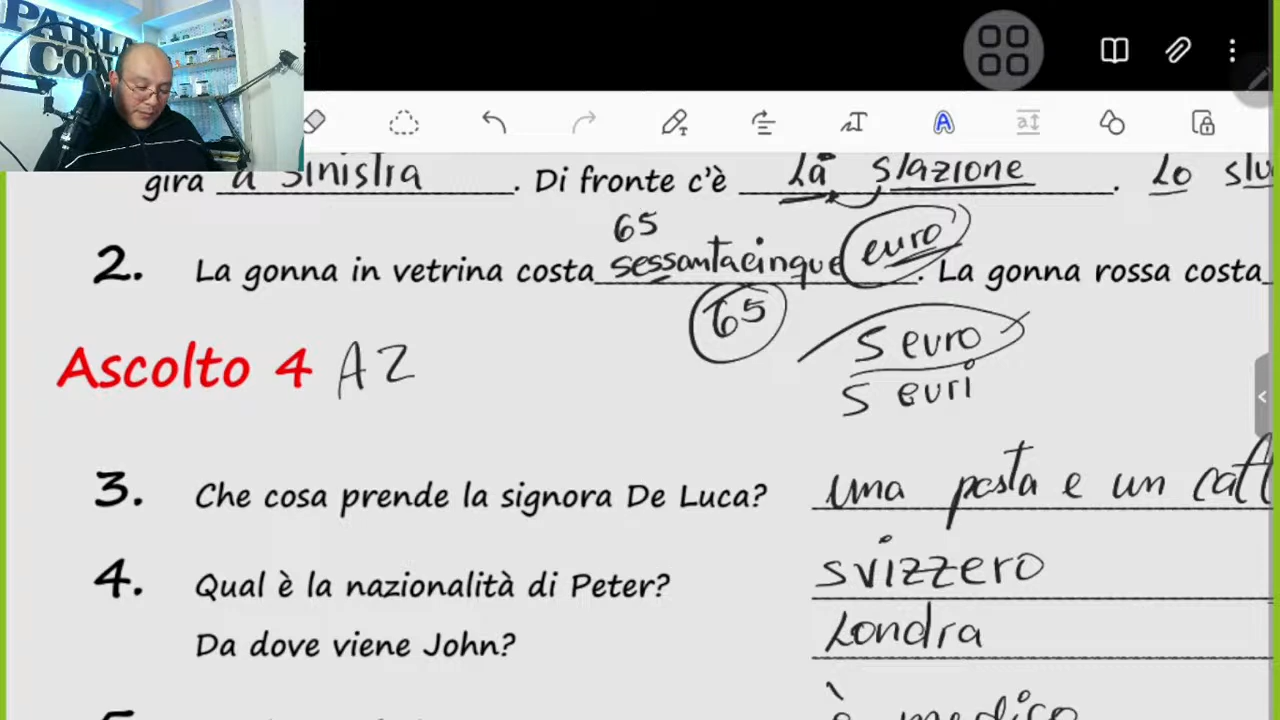 PARLA
CON
gira a sinistra. Di fronte c'è La stazione. Lo
65
2. La gonna in vetrina costa sessantacinque euro. La gonna rossa costa
65
5 euro
5 euri
Ascolto 4 A2
3. Che cosa prende la signora De Luca? una pasta e un caff
4. Qual è la nazionalità di Peter? svizzero
Da dove viene John? Londra
è medico